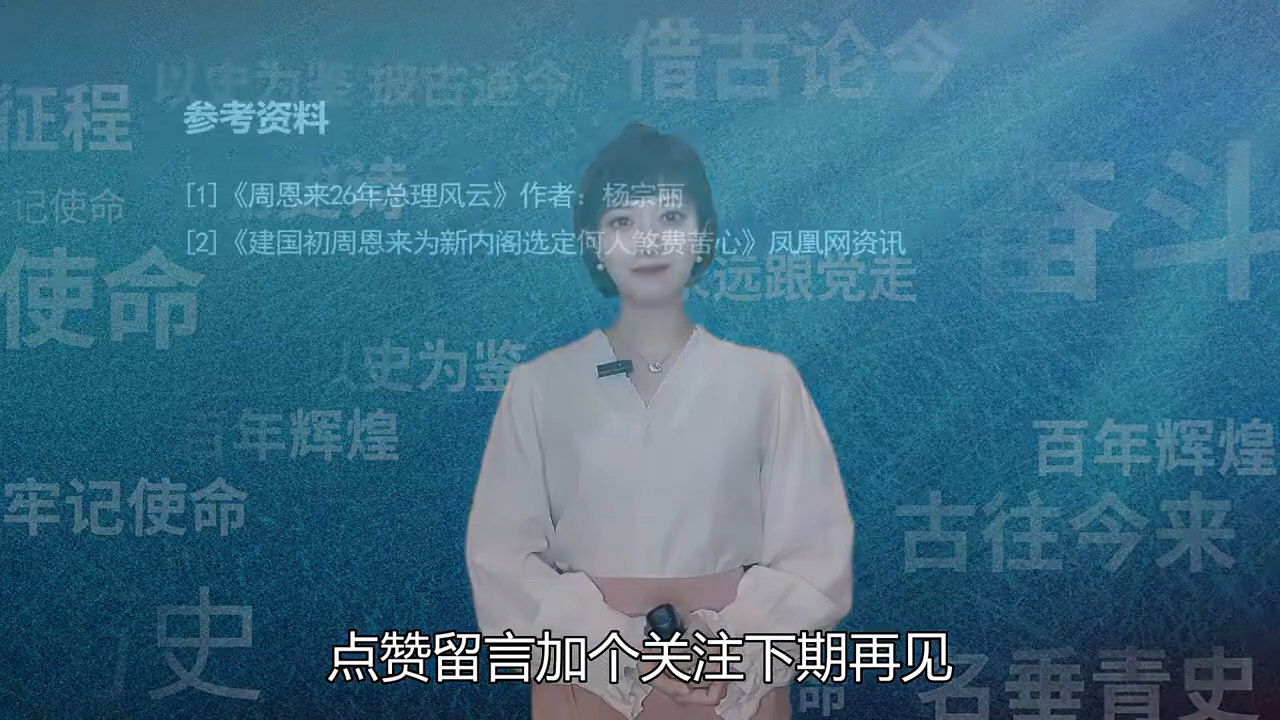 借古论今
以史为鉴 披古通今
征程
参考资料
史诗
[1]《周恩来26年总理风云》作者：杨宗丽
记使命
[2]《建国初周恩来为新内阁选定何人煞费苦心》凤凰网资讯
奋斗
使命
永远跟党走
以史为鉴
百年辉煌
百年辉煌
牢记使命
古往今来
史
点赞留言加个关注下期再见
名垂青史
命